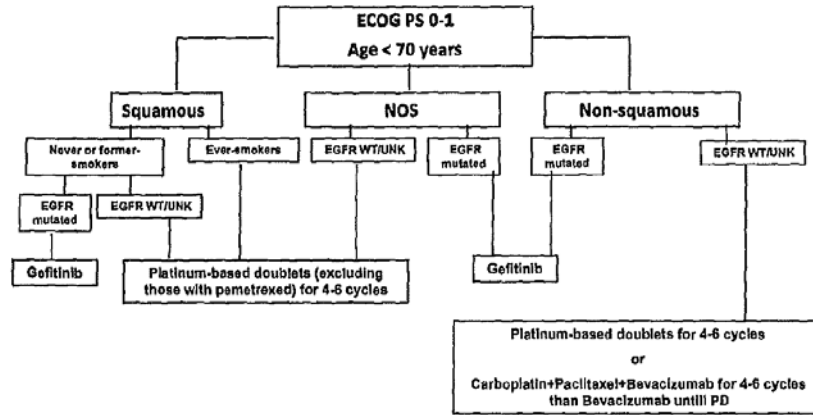 ECOG PS 0-1
Age < 70 years
Squamous
NOS
Non-squamous
Never or former-
smokers
Ever-smokers
EGFR WT/UNK
EGFR
mutated
EGFR
mutated
EGFR WT/UNK
EGFR
mutated
EGFR WT/UNK
Gefitinib
Platinum-based doublets (excluding
those with pemetrexed) for 4-6 cycles
Gefitinib
Platinum-based doublets for 4-6 cycles
or
Carboplatin+Paclitaxel+Bevacizumab for 4-6 cycles
than Bevacizumab untill PD